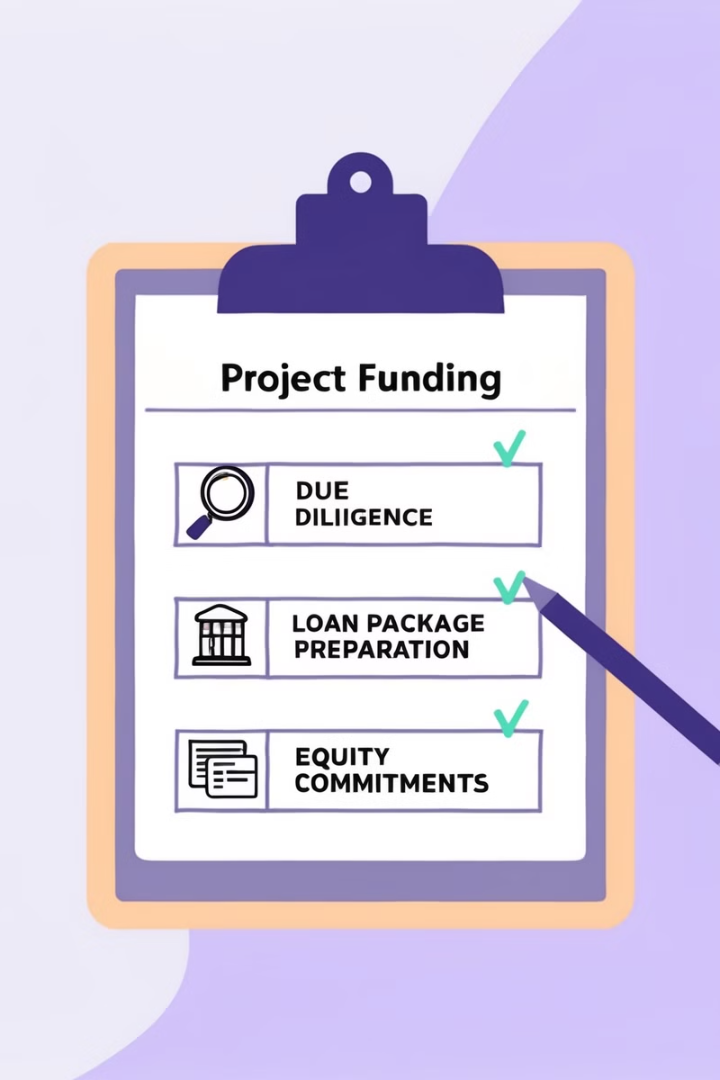 Project Funding
DUE
DILIIGENCE
LOAN PACKAGE
PREPARATION
EQUITY
COMMITMENTS